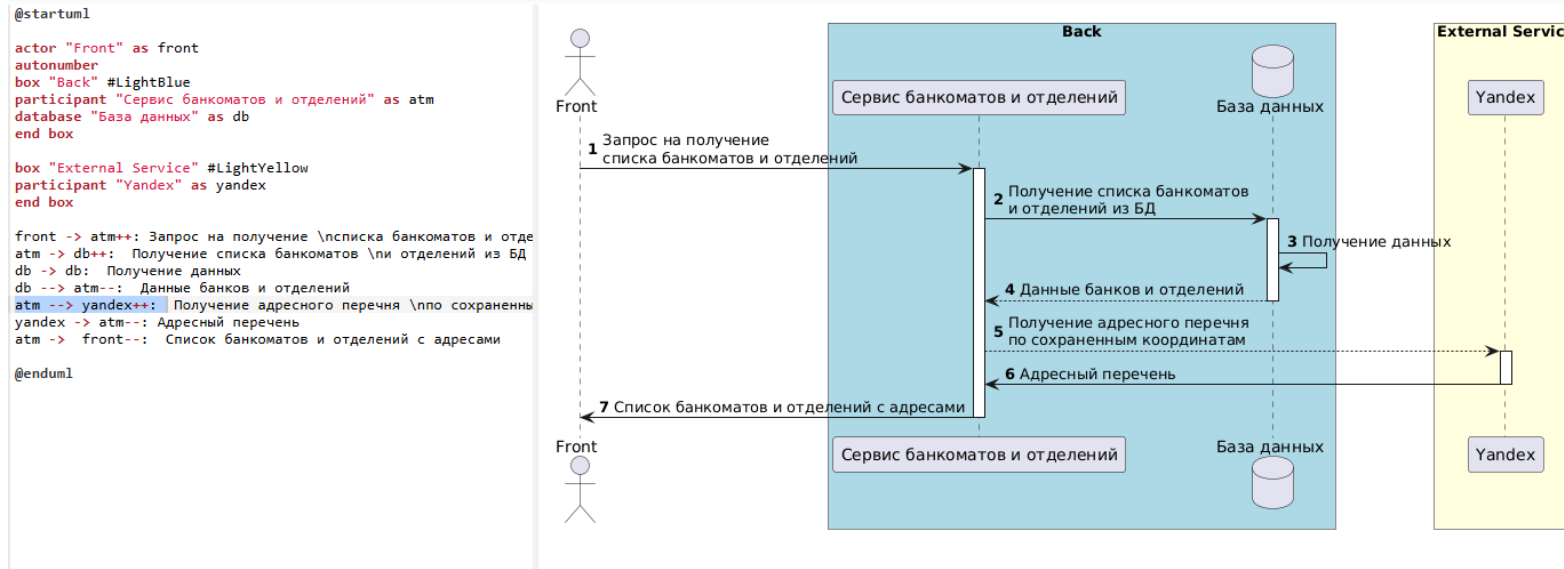 @startuml
actor "Front" as front
autonumber
box "Back" #LightBlue
participant "Сервис банкоматов и отделений" as atm
database "База данных" as db
end box
box "External Service" #LightYellow
participant "Yandex" as yandex
end box
front -> atm++: Запрос на получение \nсписка банкоматов и отде
atm -> db++:  Получение списка банкоматов \nи отделений из БД
db -> db:  Получение данных
db --> atm--:  Данные банков и отделений
atm --> yandex++:  Получение адресного перечня \nпо сохраненны
yandex -> atm--: Адресный перечень
atm ->  front--:  Список банкоматов и отделений с адресами
@enduml
Back
External Servic
Front
Сервис банкоматов и отделений
База данных
Yandex
1 Запрос на получение
списка банкоматов и отделений
2 Получение списка банкоматов
и отделений из БД
3 Получение данных
4 Данные банков и отделений
5 Получение адресного перечня
по сохраненным координатам
6 Адресный перечень
7 Список банкоматов и отделений с адресами
Front
Сервис банкоматов и отделений
База данных
Yandex